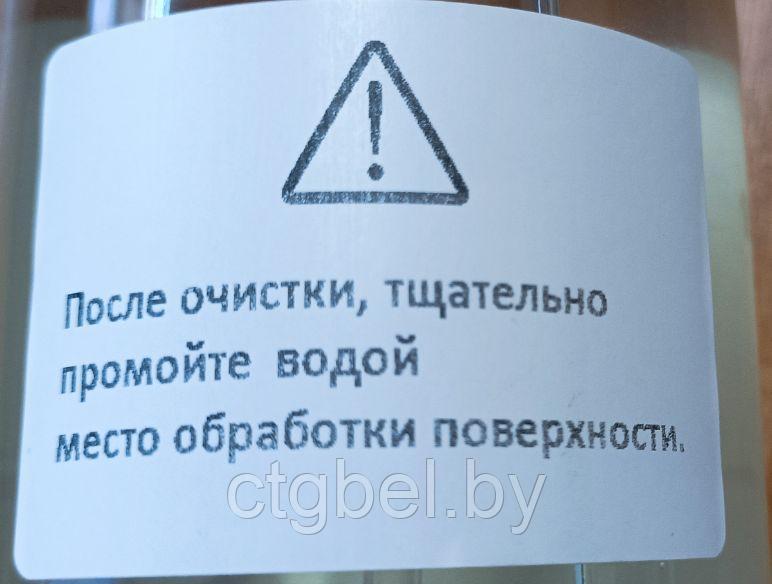 После очистки, тщательно
промойте водой
место обработки поверхности.
ctgbel.by